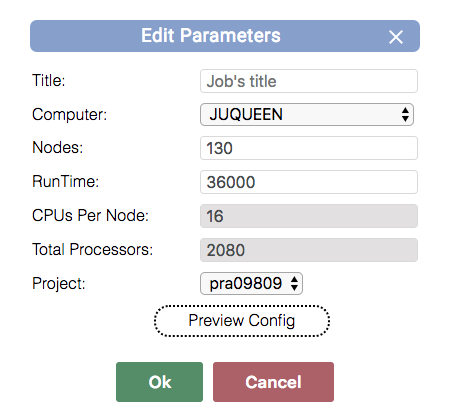 Edit Parameters ×
Title: Job's title
Computer: JUQUEEN
Nodes: 130
RunTime: 36000
CPUs Per Node: 16
Total Processors: 2080
Project: pra09809
Preview Config
Ok Cancel